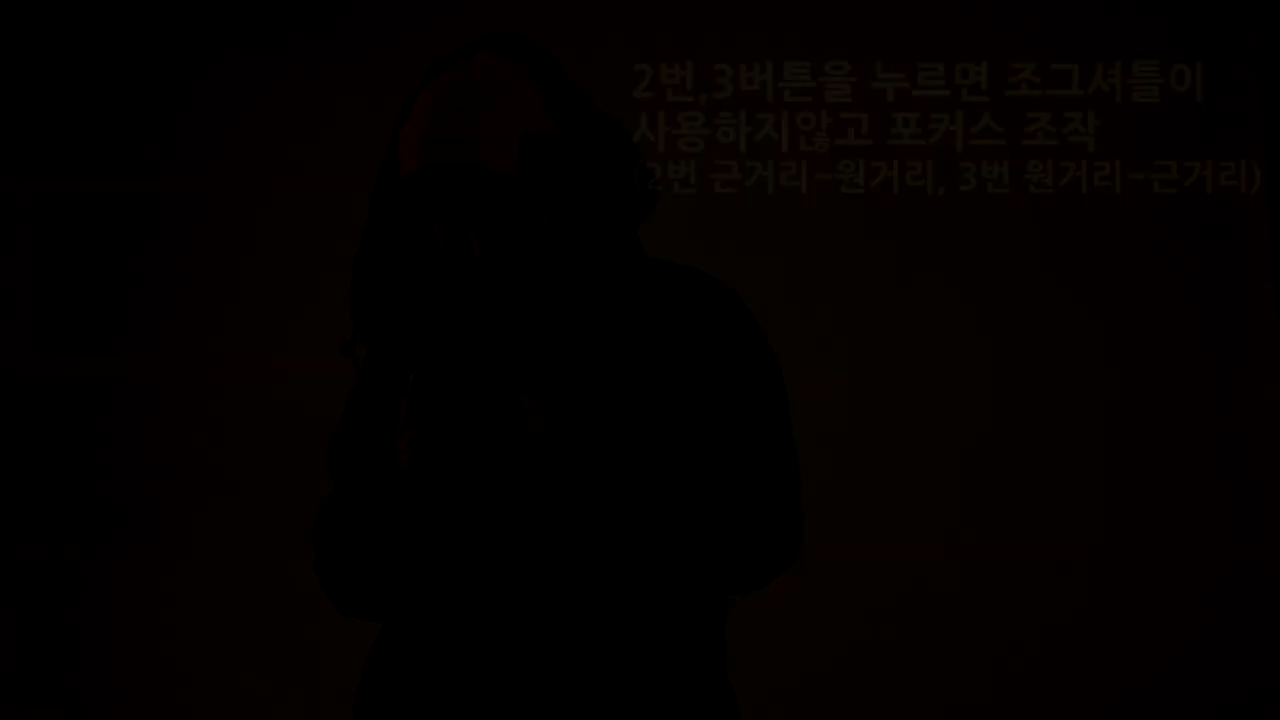 2번,3버튼을 누르면 조그셔틀이
사용하지않고 포커스 조작
(2번 근거리-원거리, 3번 원거리-근거리)